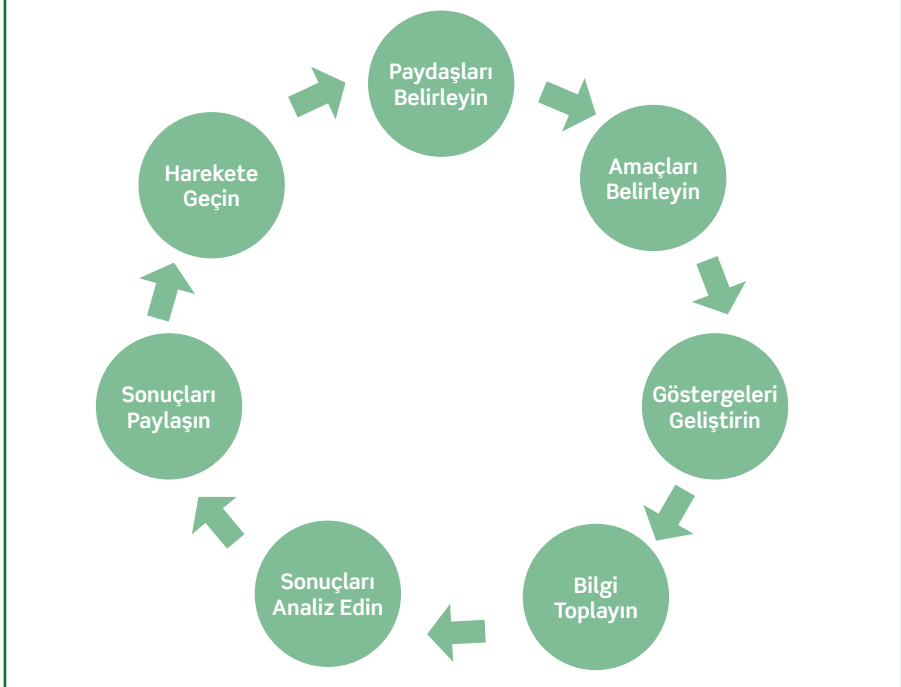 Paydaşları
Belirleyin
Amaçları
Belirleyin
Göstergeleri
Geliştirin
Bilgi
Toplayın
Sonuçları
Analiz Edin
Sonuçları
Paylaşın
Harekete
Geçin